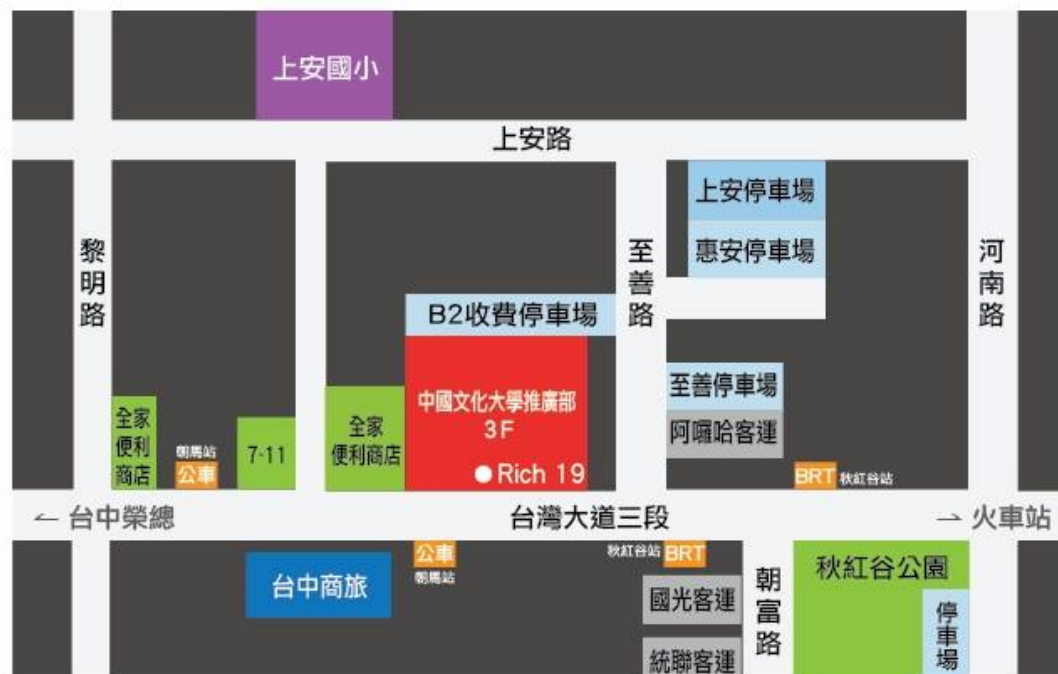 上安國小
上安路
黎明路
至善路
河南路
上安停車場
惠安停車場
B2收費停車場
中國文化大學推廣部
3F
Rich 19
至善停車場
阿囉哈客運
全家
便利
商店
朝馬站
公車
7-11
全家
便利商店
BRT 秋紅谷站
← 台中榮總
台灣大道三段
→ 火車站
台中商旅
公車
朝馬站
秋紅谷站 BRT
國光客運
統聯客運
朝富路
秋紅谷公園
停車場